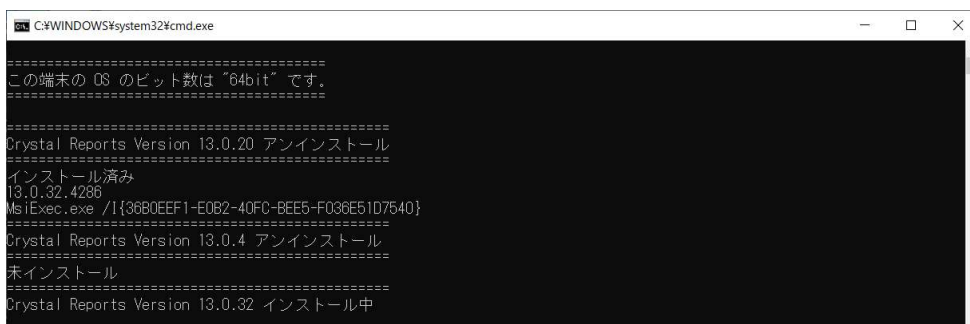 C:¥WINDOWS¥system32¥cmd.exe
========================================
この端末の OS のビット数は "64bit" です。
========================================
================================================
Crystal Reports Version 13.0.20 アンインストール
================================================
インストール済み
13.0.32.4286
MsiExec.exe /I{36B0EEF1-E0B2-40FC-BEE5-F036E51D7540}
================================================
Crystal Reports Version 13.0.4 アンインストール
================================================
未インストール
================================================
Crystal Reports Version 13.0.32 インストール中